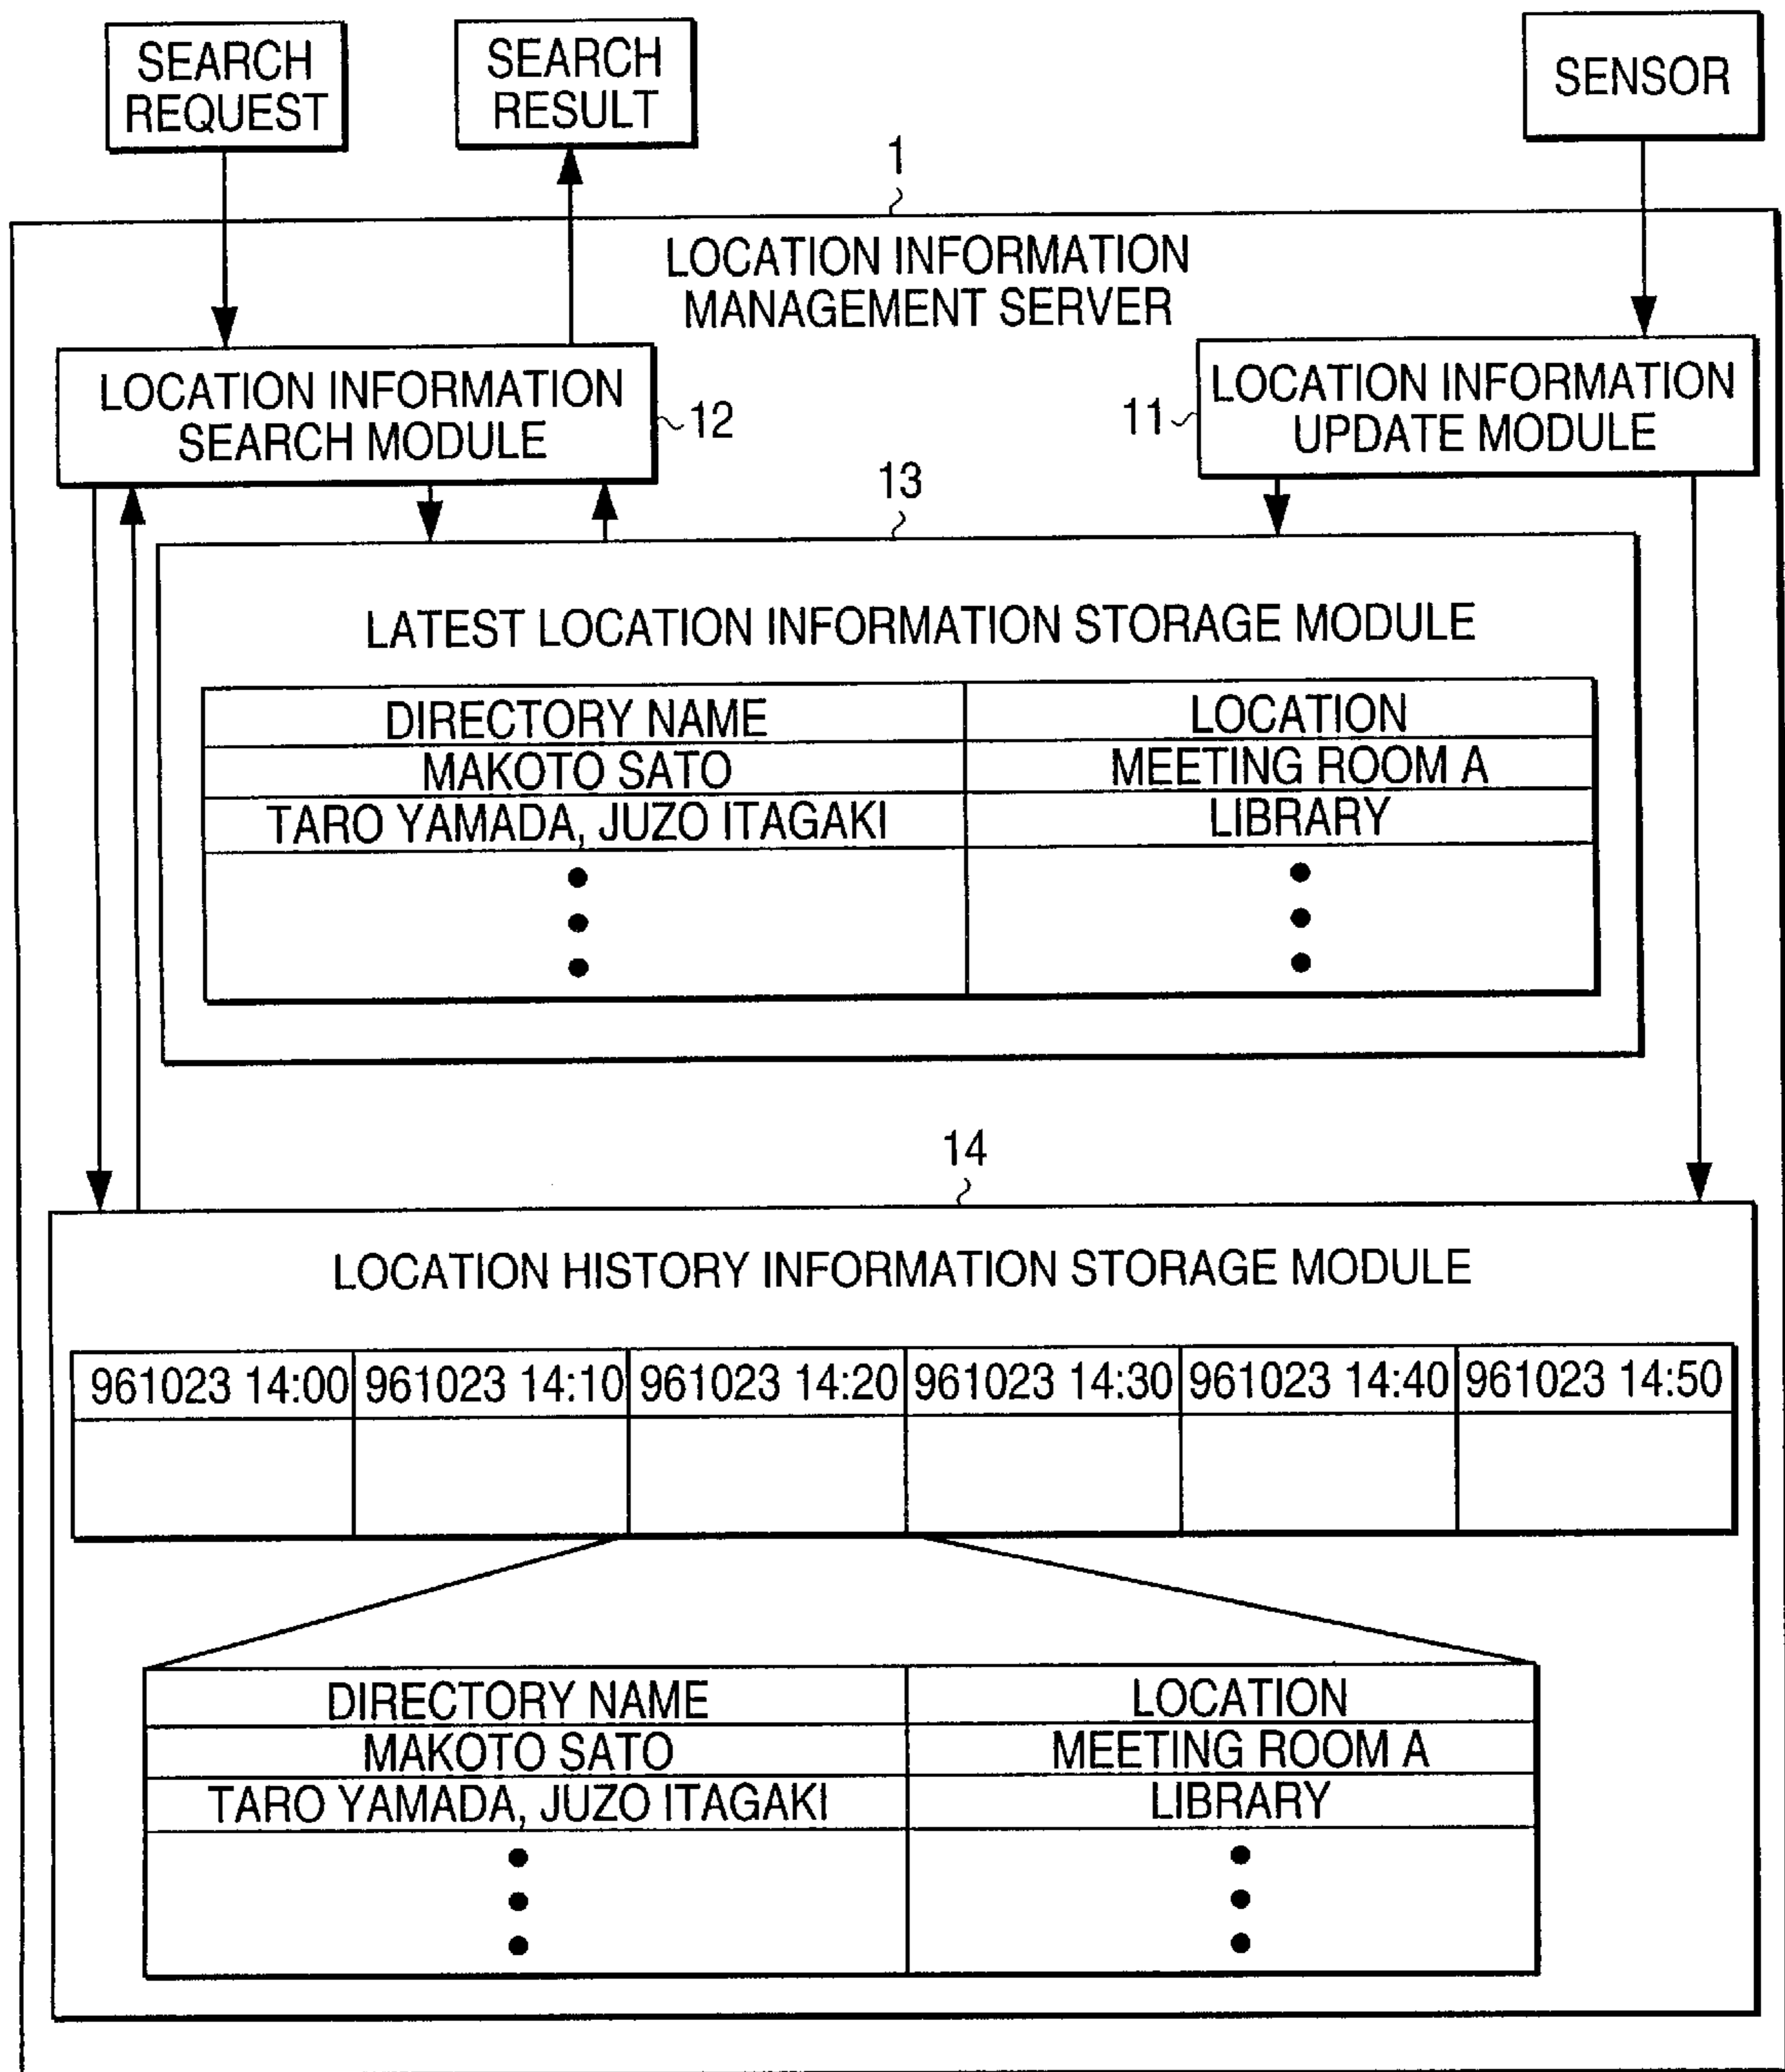 SEARCH
REQUEST
SEARCH
RESULT
SENSOR
1
LOCATION INFORMATION
MANAGEMENT SERVER
LOCATION INFORMATION
SEARCH MODULE
12
11
LOCATION INFORMATION
UPDATE MODULE
13
LATEST LOCATION INFORMATION STORAGE MODULE
DIRECTORY NAME LOCATION
MAKOTO SATO MEETING ROOM A
TARO YAMADA, JUZO ITAGAKI LIBRARY
14
LOCATION HISTORY INFORMATION STORAGE MODULE
961023 14:00 961023 14:10 961023 14:20 961023 14:30 961023 14:40 961023 14:50
DIRECTORY NAME LOCATION
MAKOTO SATO MEETING ROOM A
TARO YAMADA, JUZO ITAGAKI LIBRARY